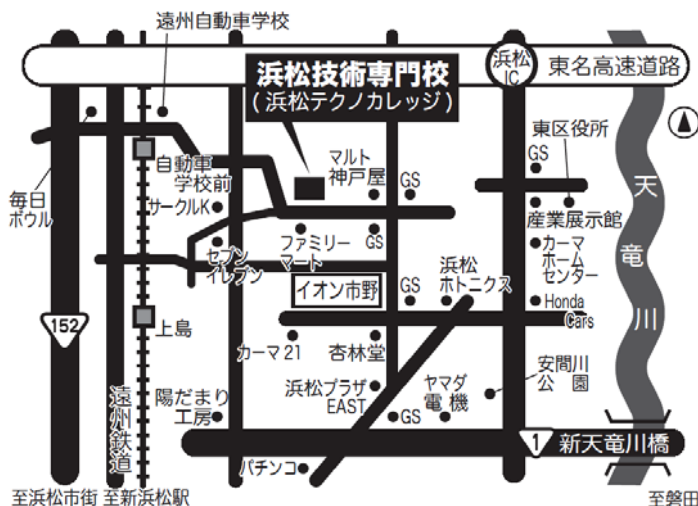 遠州自動車学校
浜松
IC
東名高速道路
浜松技術専門校
(浜松テクノカレッジ)
東区役所
GS
毎日
ボウル
自動車
学校前
マルト
神戸屋
GS
サークルK
産業展示館
天竜川
セブン
イレブン
ファミリー
マート
GS
カーマ
ホーム
センター
浜松
ホトニクス
イオン市野
GS
Honda
Cars
152
上島
カーマ21
杏林堂
安間川
公園
遠州鉄道
陽だまり
工房
浜松プラザ
EAST
ヤマダ
電機
GS
1
新天竜川橋
パチンコ
至浜松市街
至新浜松駅
至磐田